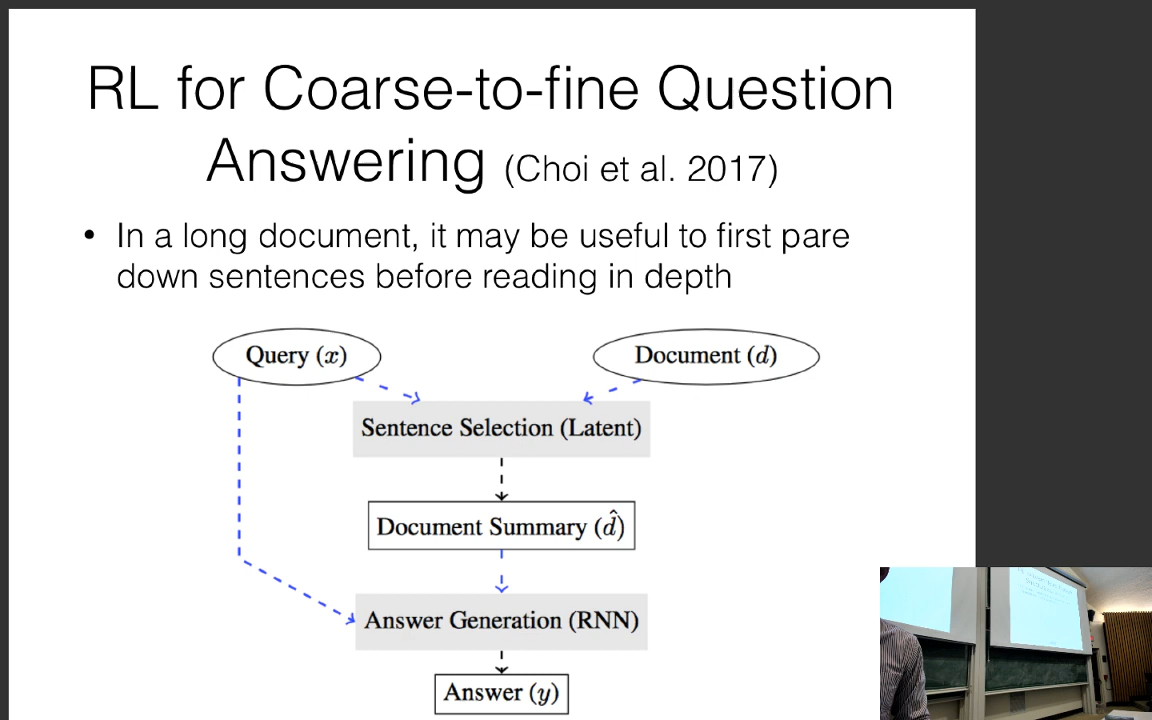 RL for Coarse-to-fine Question
Answering (Choi et al. 2017)
• In a long document, it may be useful to first pare
down sentences before reading in depth
Query (x)
Document (d)
Sentence Selection (Latent)
Document Summary (d̂)
Answer Generation (RNN)
Answer (y)